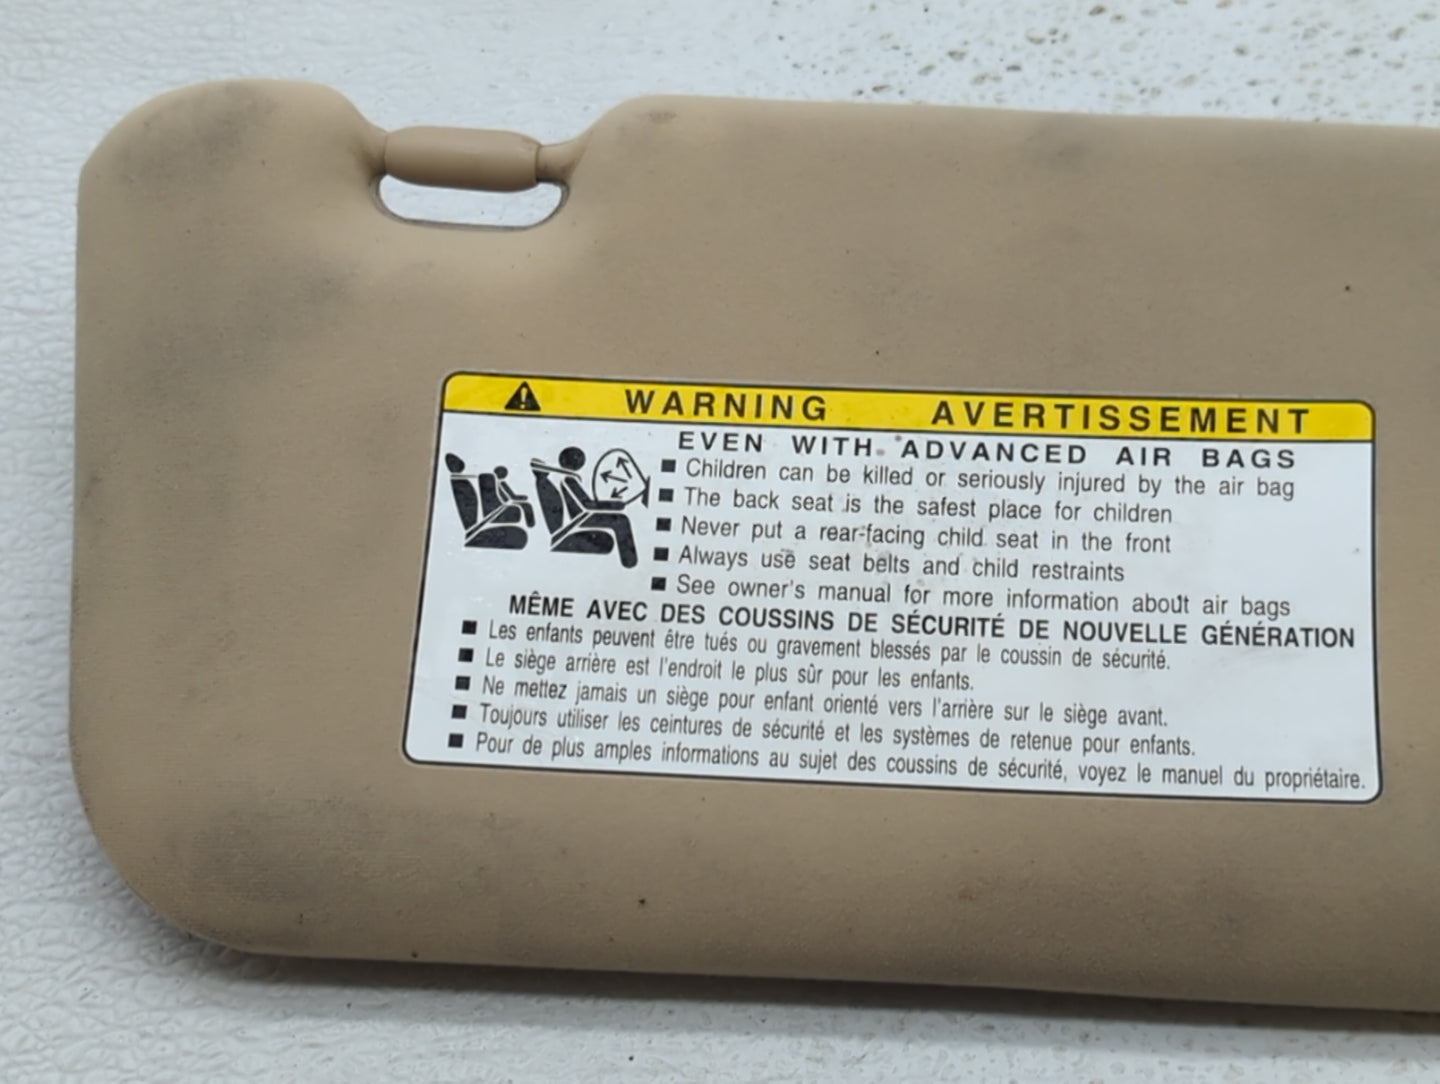 WARNING AVERTISSEMENT
EVEN WITH ADVANCED AIR BAGS
■ Children can be killed or seriously injured by the air bag
■ The back seat is the safest place for children
■ Never put a rear-facing child seat in the front
■ Always use seat belts and child restraints
■ See owner's manual for more information about air bags
MÊME AVEC DES COUSSINS DE SÉCURITÉ DE NOUVELLE GÉNÉRATION
■ Les enfants peuvent être tués ou gravement blessés par le coussin de sécurité.
■ Le siège arrière est l'endroit le plus sûr pour les enfants.
■ Ne mettez jamais un siège pour enfant orienté vers l'arrière sur le siège avant.
■ Toujours utiliser les ceintures de sécurité et les systèmes de retenue pour enfants.
■ Pour de plus amples informations au sujet des coussins de sécurité, voyez le manuel du propriétaire.